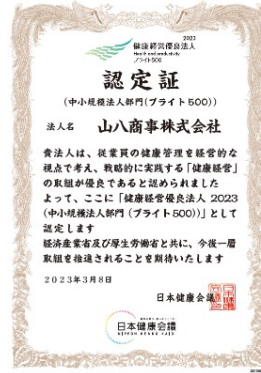 2023
健康経営優良法人
Health and productivity
ブライト500
認定証
（中小規模法人部門（ブライト500））
法人名 山八商事株式会社
貴法人は、従業員の健康管理を経営的な
視点で考え、戦略的に実践する「健康経営」
の取組が優良であると認められました
よって、ここに「健康経営優良法人 2023
（中小規模法人部門（ブライト500））」として
認定します
経済産業省及び厚生労働省と共に、今後一層
取組を推進されることを期待いたします
2023年3月8日
日本健康会議
日本健康会議
NIPPON KENKO KAIGI